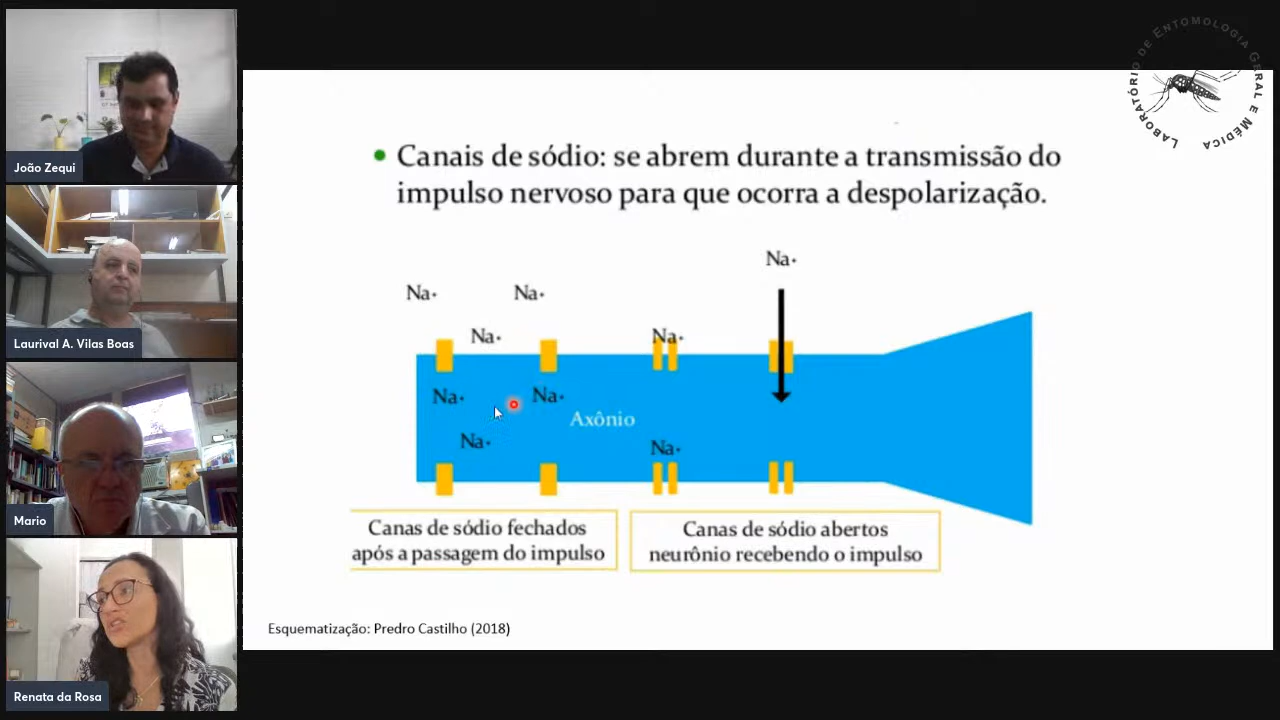 João Zequi
Laurival A. Vilas Boas
Mario
Renata da Rosa
LABORATÓRIO DE ENTOMOLOGIA GERAL E MÉDICA
• Canais de sódio: se abrem durante a transmissão do
impulso nervoso para que ocorra a despolarização.
Na+
Na+ Na+
Na+ Na+
Na+ Na+
Axônio
Na+ Na+
Canas de sódio fechados
após a passagem do impulso
Canas de sódio abertos
neurônio recebendo o impulso
Esquematização: Predro Castilho (2018)